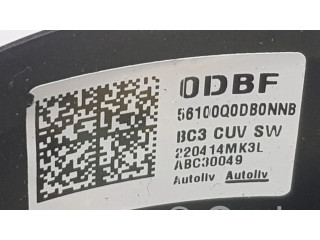 0DBF
56100Q0DB0NNB
BC3 CUV SW
220414MK3L
ABC30049
Autoliv Autoliv